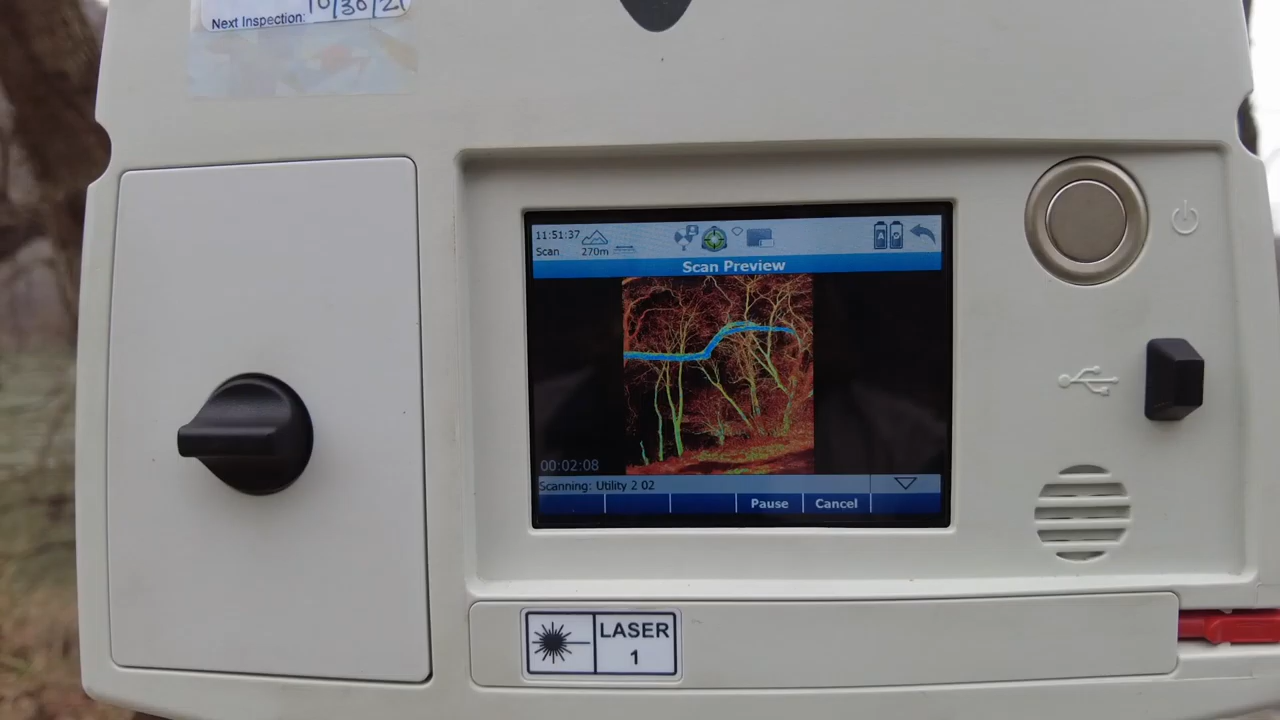 Next Inspection: 10/30/21
11:51:37
Scan
270m
Scan Preview
00:02:08
Scanning: Utility 2 02
Pause
Cancel
LASER
1